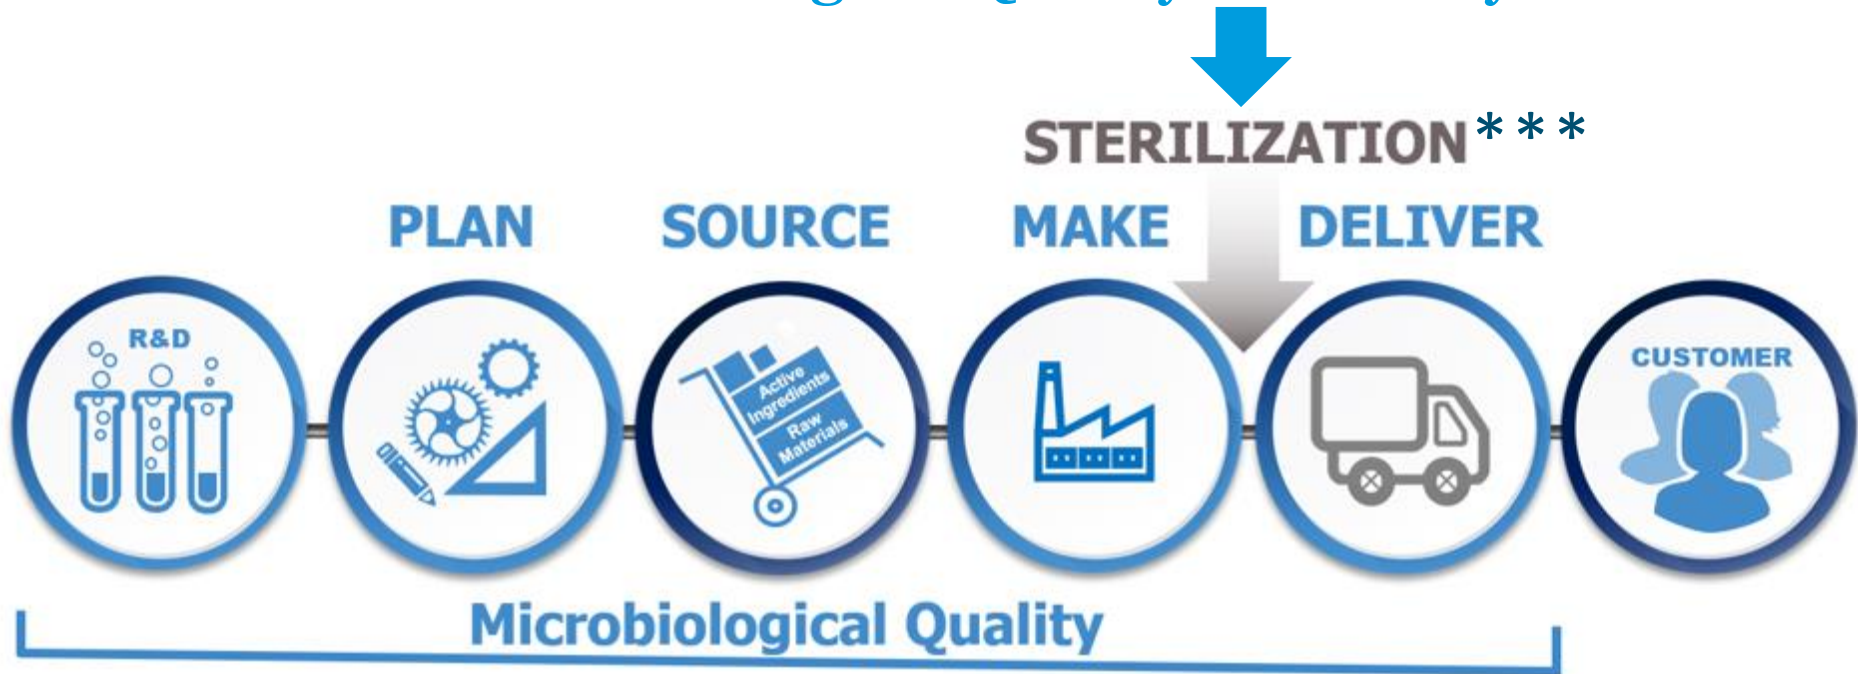 STERILIZATION***
PLAN SOURCE MAKE DELIVER
R&D
Active
Ingredients
Raw
Materials
CUSTOMER
Microbiological Quality